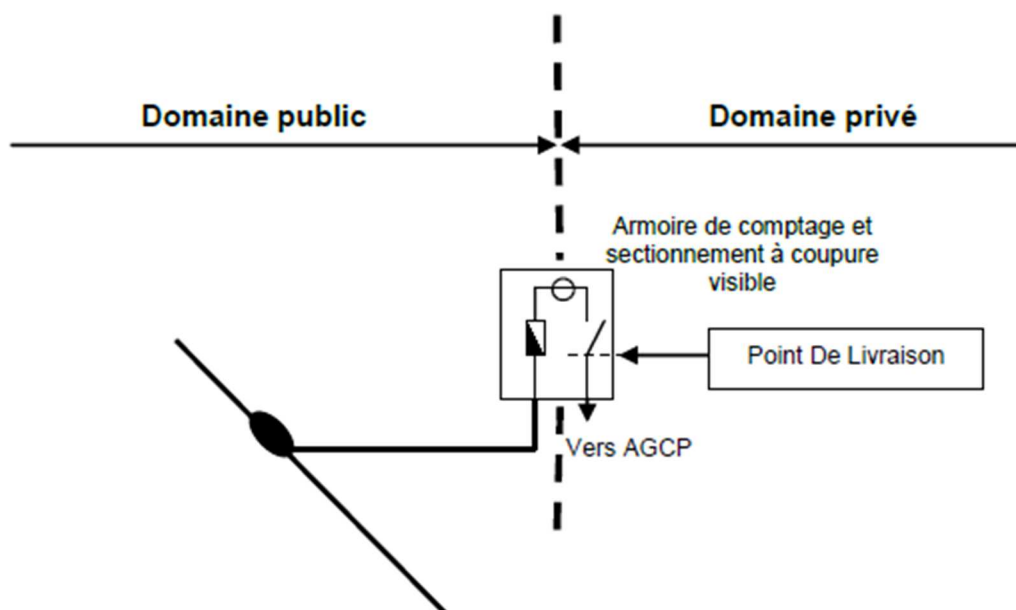 Domaine public
Domaine privé
Armoire de comptage et
sectionnement à coupure
visible
Point De Livraison
Vers AGCP